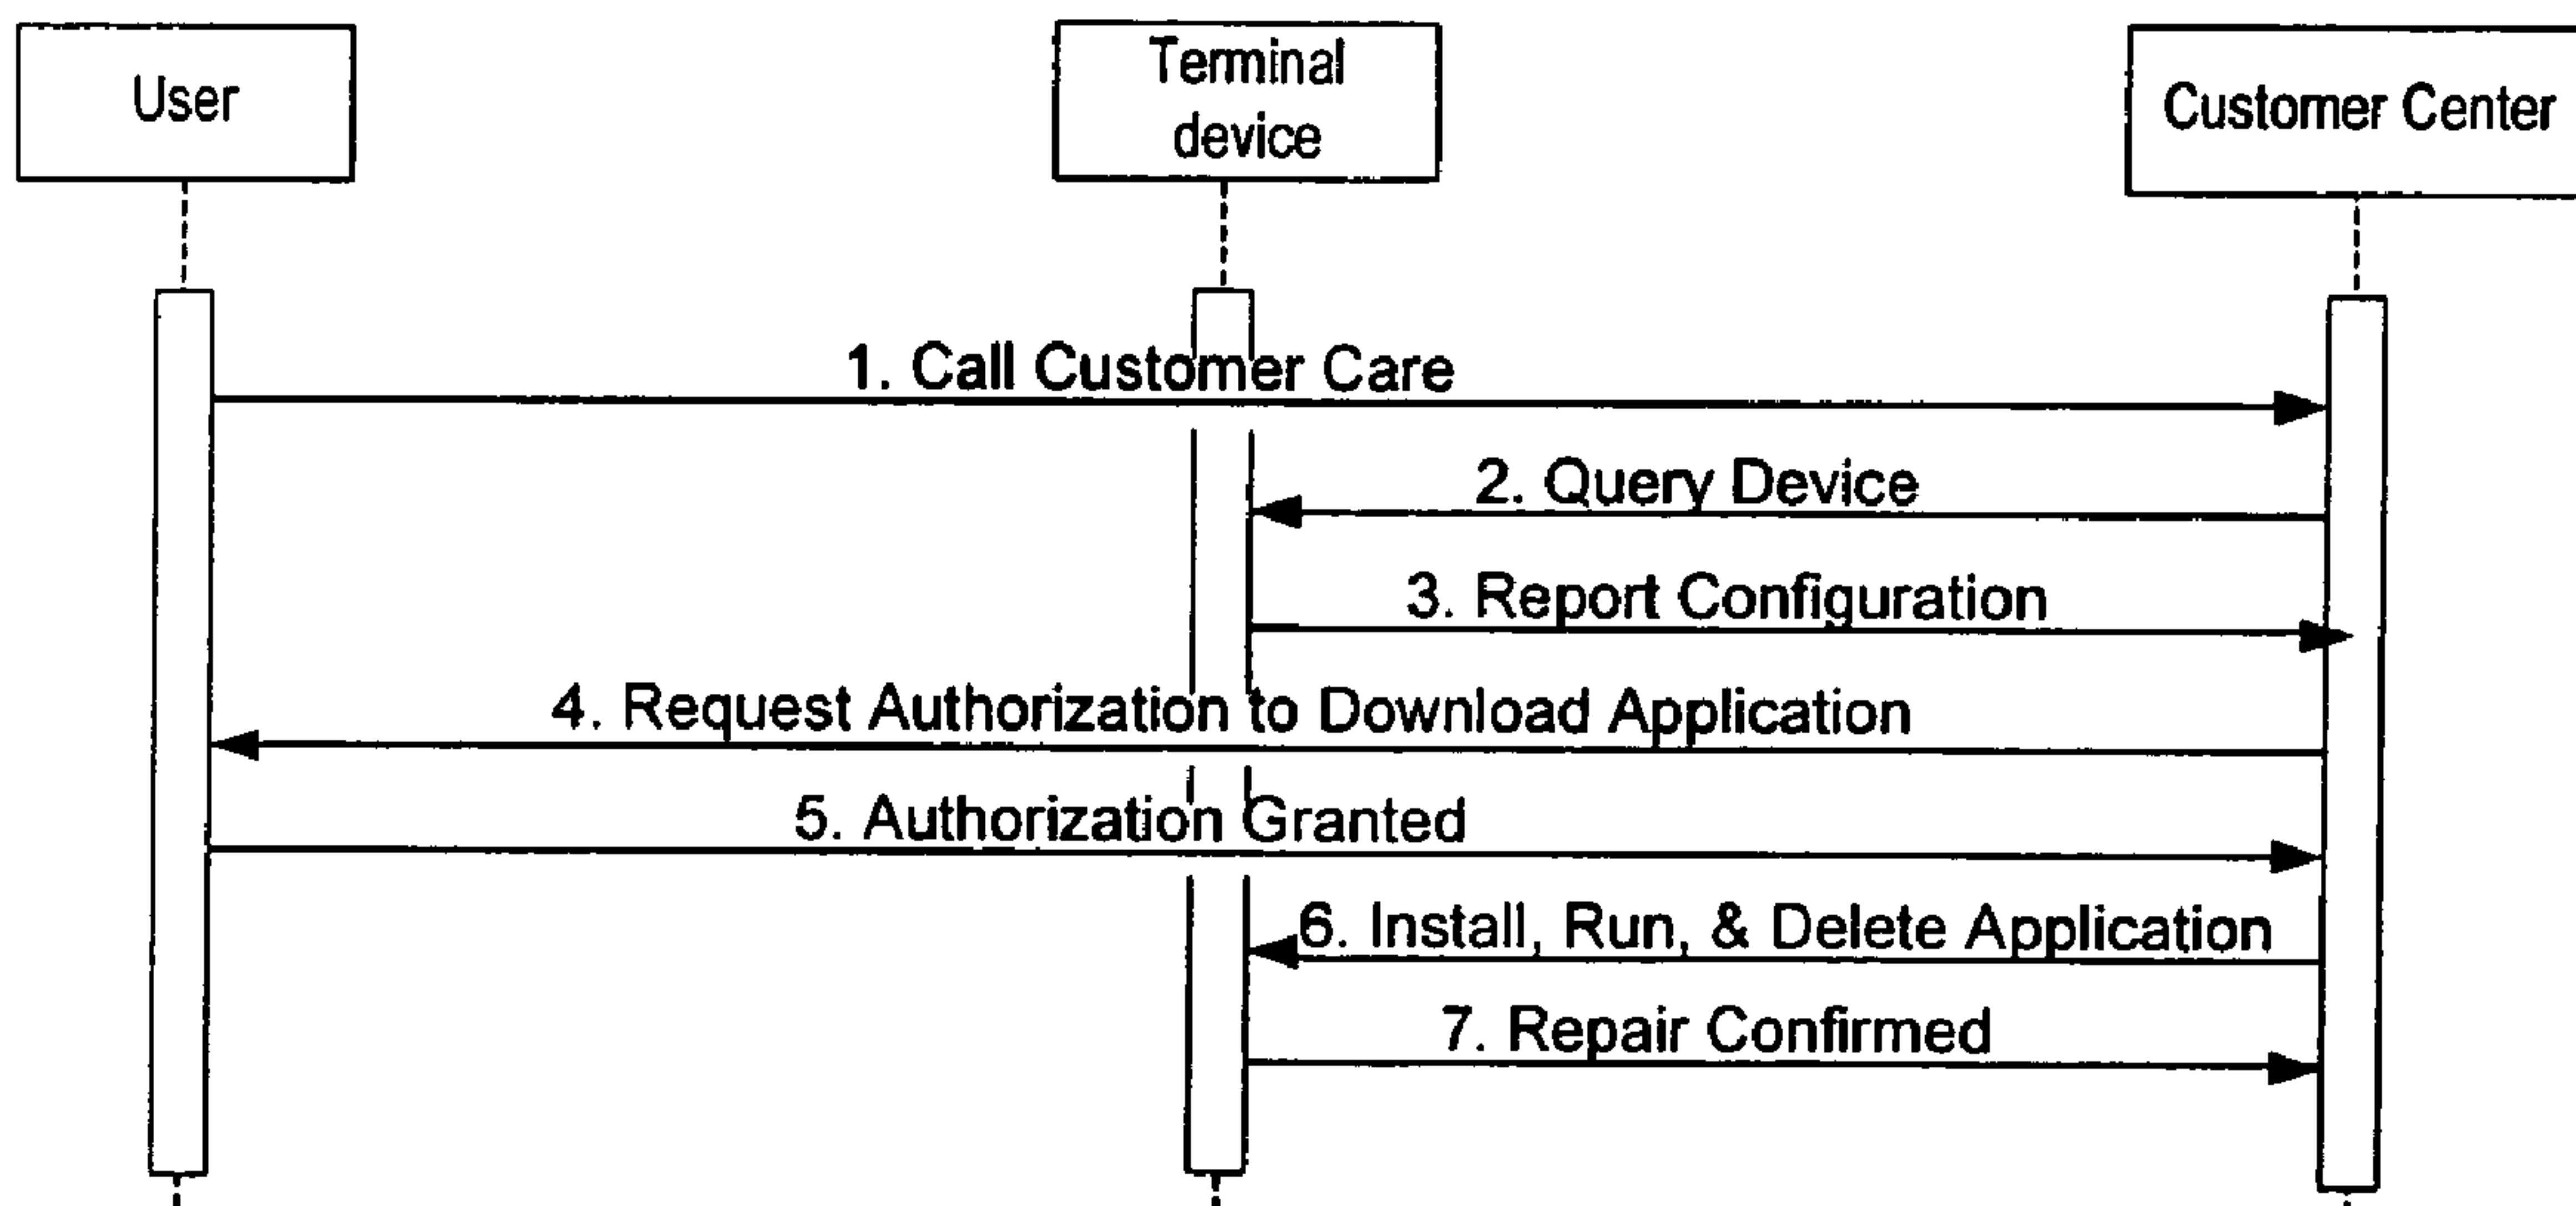 User
Terminal
device
Customer Center
1. Call Customer Care
2. Query Device
3. Report Configuration
4. Request Authorization to Download Application
5. Authorization Granted
6. Install, Run, & Delete Application
7. Repair Confirmed